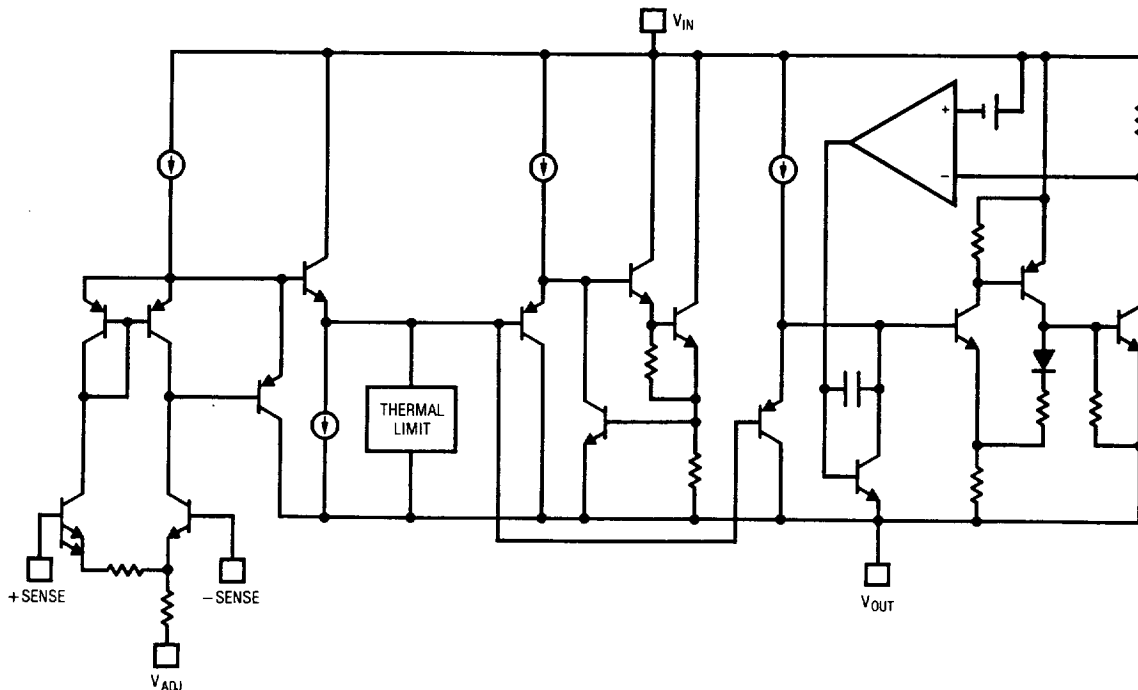 V_IN
+
−
THERMAL
LIMIT
+SENSE
−SENSE
V_OUT
V_ADJ